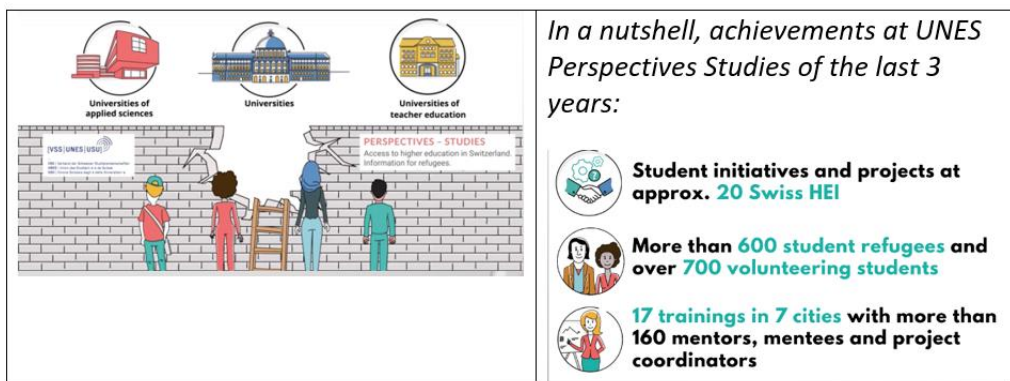 Universities of
applied sciences
Universities
Universities of
teacher education
[VSS|UNES|USU]
PERSPECTIVES – STUDIES
Access to higher education in Switzerland.
Information for refugees.
In a nutshell, achievements at UNES
Perspectives Studies of the last 3
years:
Student initiatives and projects at
approx. 20 Swiss HEI
More than 600 student refugees and
over 700 volunteering students
17 trainings in 7 cities with more than
160 mentors, mentees and project
coordinators